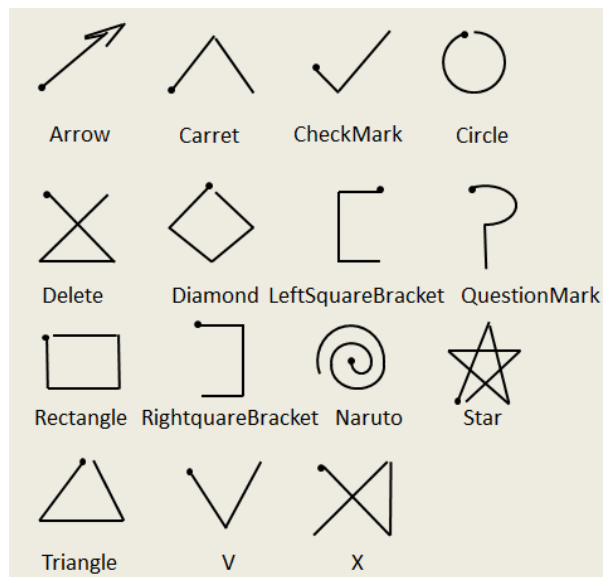 Arrow Carret CheckMark Circle
Delete Diamond LeftSquareBracket QuestionMark
Rectangle RightquareBracket Naruto Star
Triangle V X